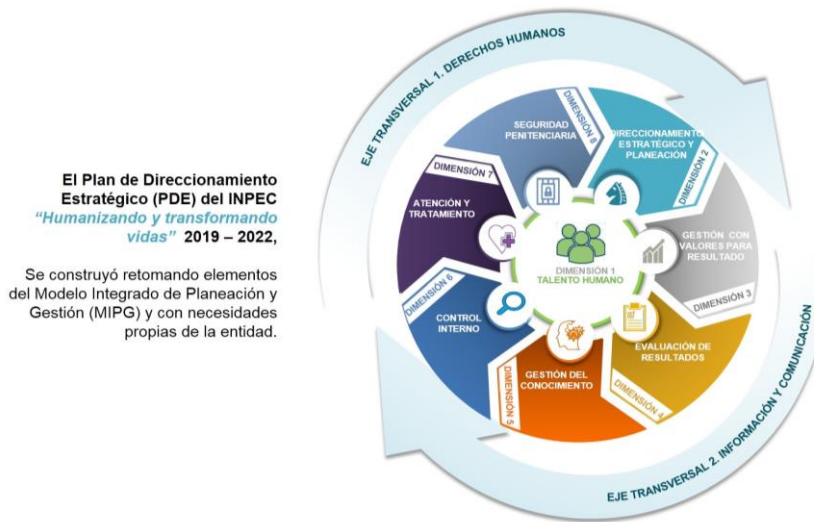 El Plan de Direccionamiento
Estratégico (PDE) del INPEC
“Humanizando y transformando
vidas” 2019 – 2022,
Se construyó retomando elementos
del Modelo Integrado de Planeación y
Gestión (MIPG) y con necesidades
propias de la entidad.
EJE TRANSVERSAL 1. DERECHOS HUMANOS
DIMENSIÓN 1
TALENTO HUMANO
DIRECCIONAMIENTO
ESTRATÉGICO Y
PLANEACIÓN
DIMENSIÓN 2
GESTIÓN CON
VALORES PARA
RESULTADO
DIMENSIÓN 3
EVALUACIÓN DE
RESULTADOS
DIMENSIÓN 4
GESTIÓN DEL
CONOCIMIENTO
DIMENSIÓN 5
CONTROL
INTERNO
DIMENSIÓN 6
ATENCIÓN Y
TRATAMIENTO
DIMENSIÓN 7
SEGURIDAD
PENITENCIARIA
DIMENSIÓN 8
EJE TRANSVERSAL 2. INFORMACIÓN Y COMUNICACIÓN